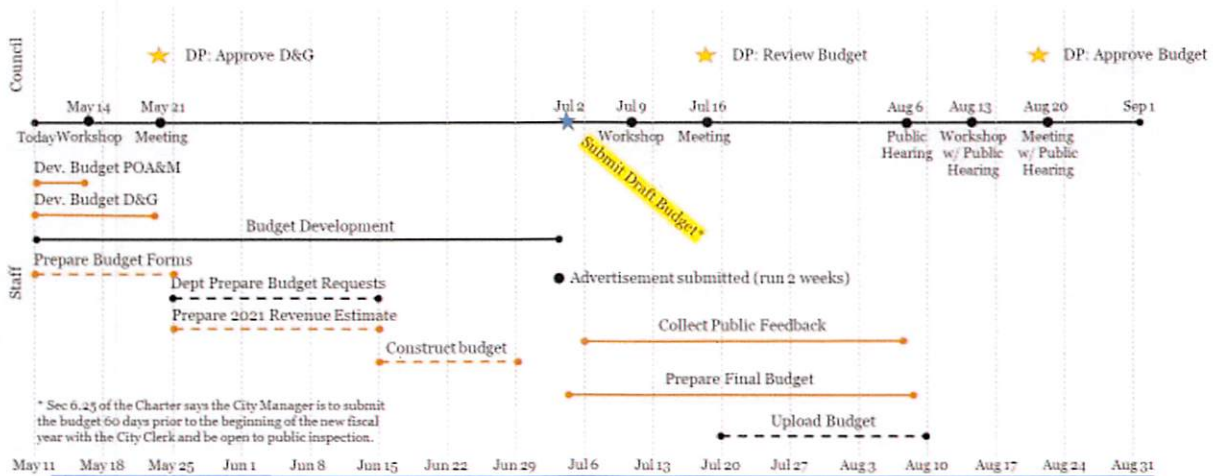 Council
DP: Approve D&G
DP: Review Budget
DP: Approve Budget
May 14
May 21
Jul 2
Jul 9
Jul 16
Aug 6
Aug 13
Aug 20
Sep 1
Today
Workshop
Meeting
Workshop
Meeting
Public
Hearing
Workshop
w/ Public
Hearing
Meeting
w/ Public
Hearing
Submit Draft Budget*
Staff
Dev. Budget POA&M
Dev. Budget D&G
Budget Development
Prepare Budget Forms
Dept Prepare Budget Requests
Advertisement submitted (run 2 weeks)
Prepare 2021 Revenue Estimate
Collect Public Feedback
Construct budget
Prepare Final Budget
Upload Budget
* Sec 6.25 of the Charter says the City Manager is to submit
the budget 60 days prior to the beginning of the new fiscal
year with the City Clerk and be open to public inspection.
May 11
May 18
May 25
Jun 1
Jun 8
Jun 15
Jun 22
Jun 29
Jul 6
Jul 13
Jul 20
Jul 27
Aug 3
Aug 10
Aug 17
Aug 24
Aug 31